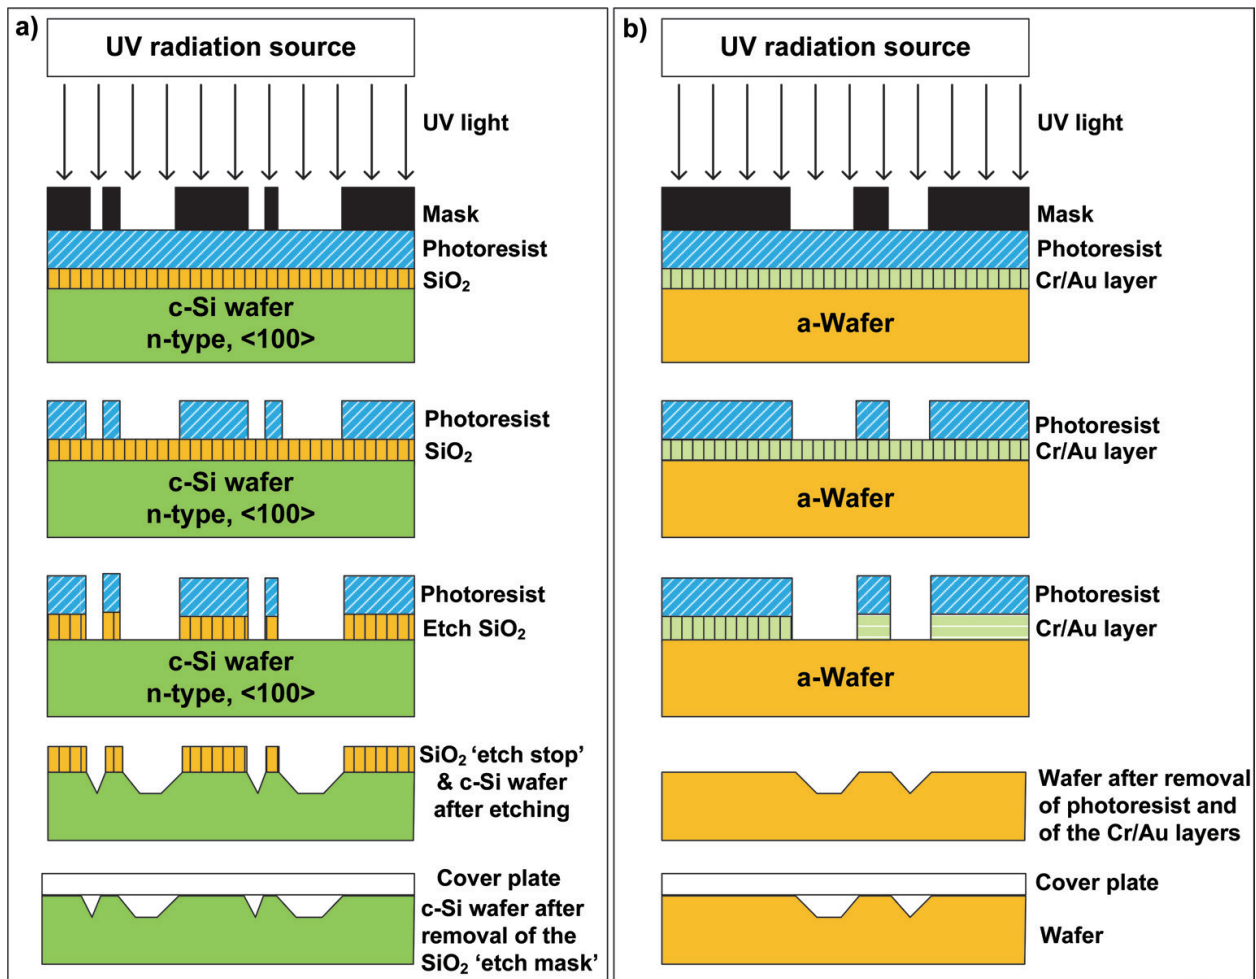 a)
UV radiation source
UV light
Mask
Photoresist
SiO₂
c-Si wafer
n-type, <100>
Photoresist
SiO₂
c-Si wafer
n-type, <100>
Photoresist
Etch SiO₂
c-Si wafer
n-type, <100>
SiO₂ ‘etch stop’
& c-Si wafer
after etching
Cover plate
c-Si wafer after
removal of the
SiO₂ ‘etch mask’
b)
UV radiation source
UV light
Mask
Photoresist
Cr/Au layer
a-Wafer
Photoresist
Cr/Au layer
a-Wafer
Photoresist
Cr/Au layer
a-Wafer
Wafer after removal
of photoresist and
of the Cr/Au layers
Cover plate
Wafer